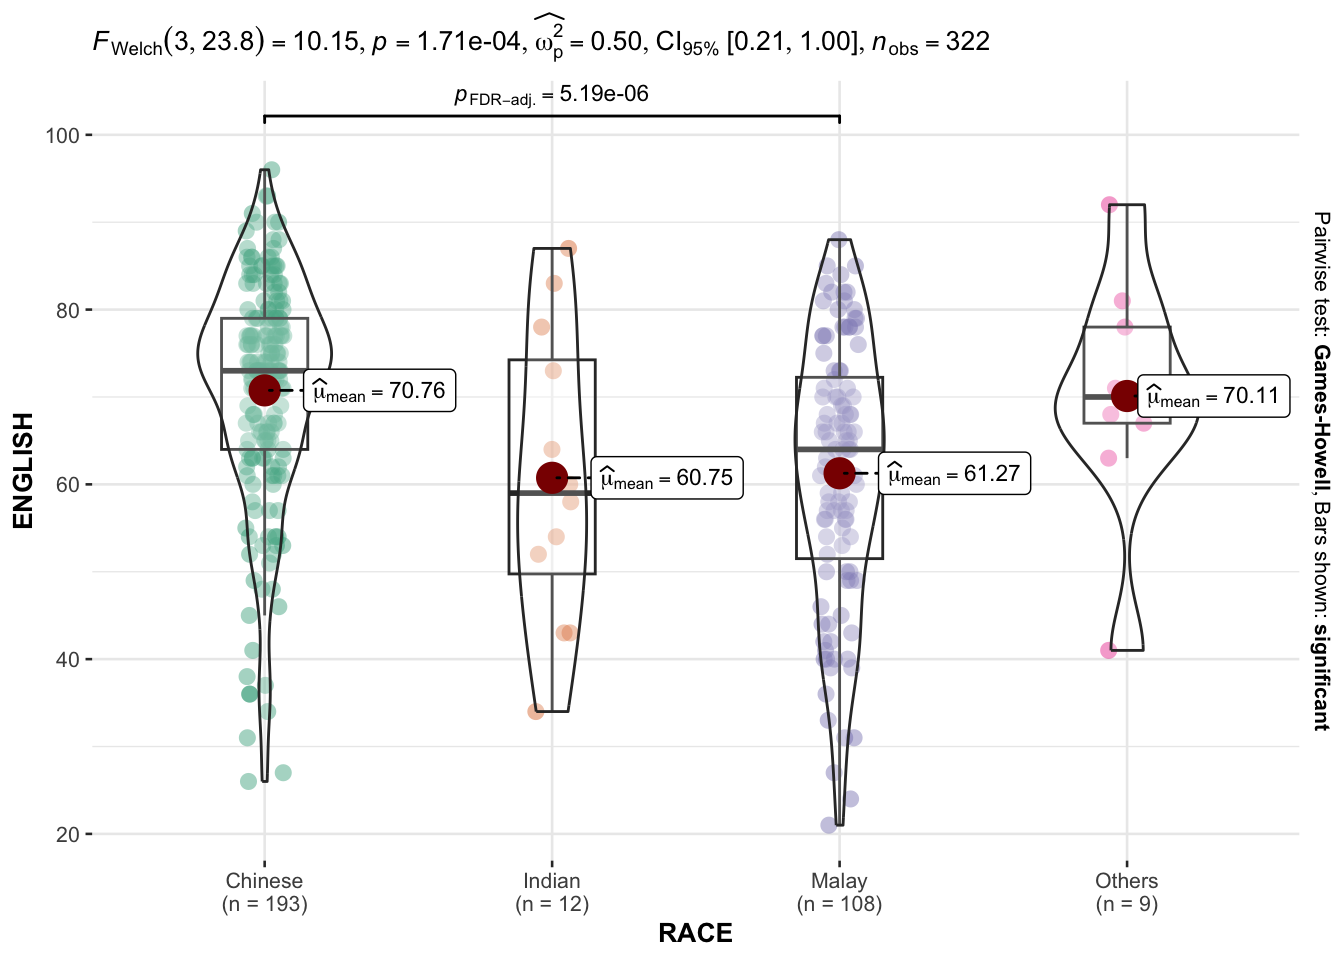 F_Welch(3, 23.8) = 10.15, p = 1.71e-04, ω̂²_p = 0.50, CI_95% [0.21, 1.00], n_obs = 322
p_FDR−adj. = 5.19e-06
100
80
60
40
20
ENGLISH
μ̂_mean = 70.76
μ̂_mean = 60.75
μ̂_mean = 61.27
μ̂_mean = 70.11
Pairwise test: Games-Howell, Bars shown: significant
Chinese
(n = 193)
Indian
(n = 12)
Malay
(n = 108)
Others
(n = 9)
RACE